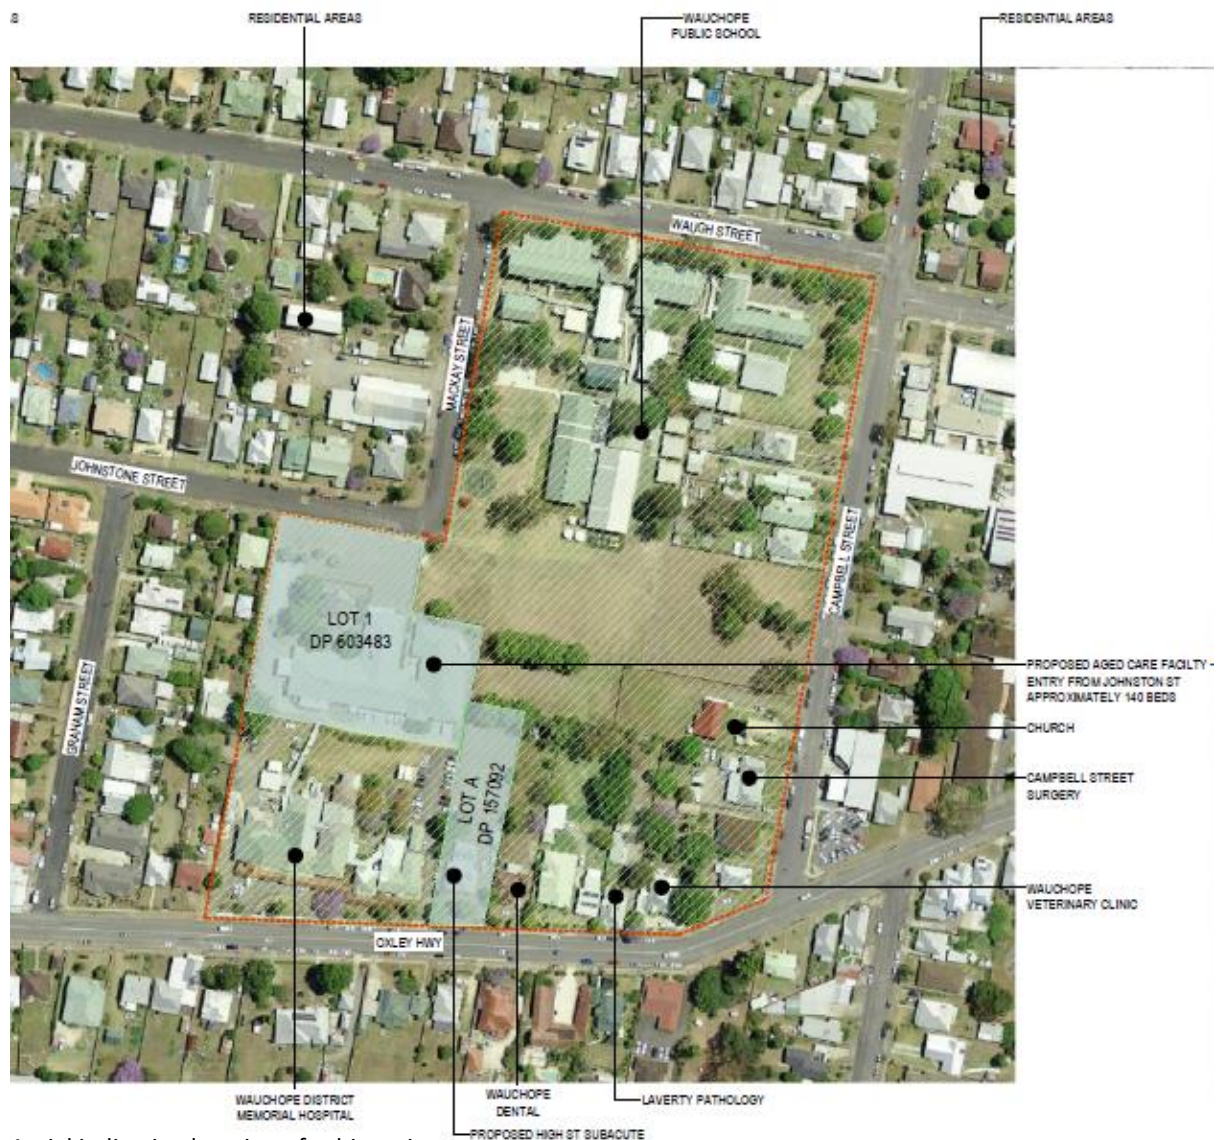 S
RESIDENTIAL AREAS
WAUCHOPE
PUBLIC SCHOOL
RESIDENTIAL AREAS
WAUGH STREET
MACKAY STREET
JOHNSTONE STREET
CAMPBELL STREET
LOT 1
DP 603483
GRANAM STREEY
PROPOSED AGED CARE FACILTY -
ENTRY FROM JOHNSTON ST
APPROXIMATELY 140 BEDS
CHURCH
LOT A
DP 157092
CAMPBELL STREET
SURGERY
WAUCHOPE
VETERINARY CLINIC
OXLEY HWY
WAUCHOPE DISTRICT
MEMORIAL HOSPITAL
WAUCHOPE
DENTAL
LAVERTY PATHOLOGY
PROPOSED HIGH ST SUBACUTE